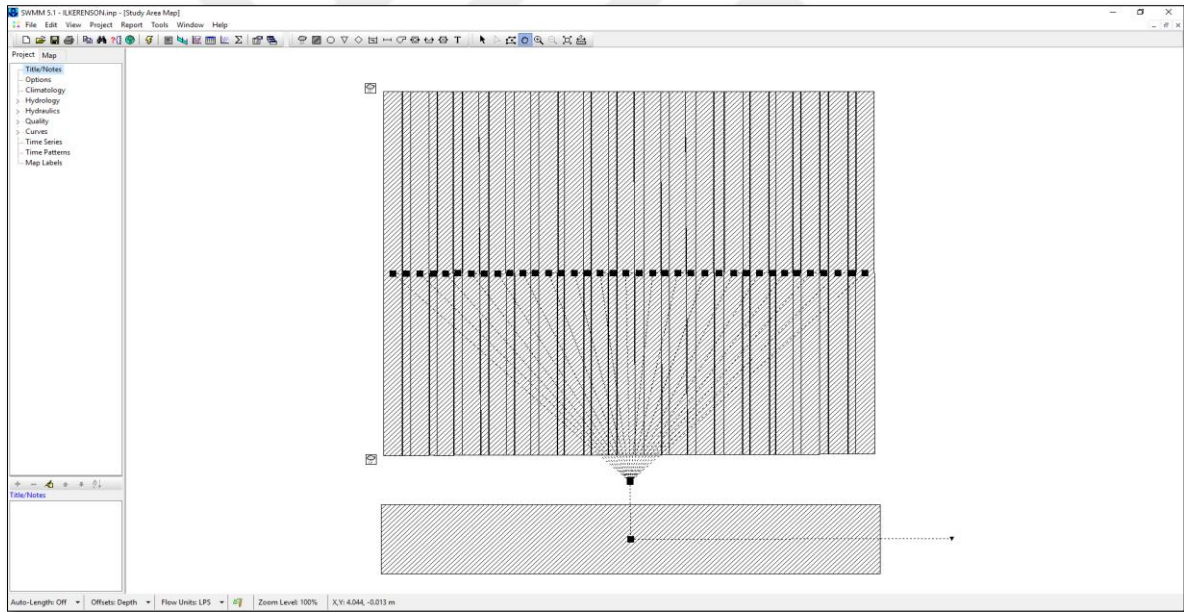 SWMM 5.1 - ILKERENSON.inp - [Study Area Map]
File Edit View Project Report Tools Window Help
Project Map
Title/Notes
Options
Climatology
Hydrology
Hydraulics
Quality
Curves
Time Series
Time Patterns
Map Labels
Title/Notes
Auto-Length: Off Offsets: Depth Flow Units: LPS Zoom Level: 100% X,Y: 4.044, -0.013 m